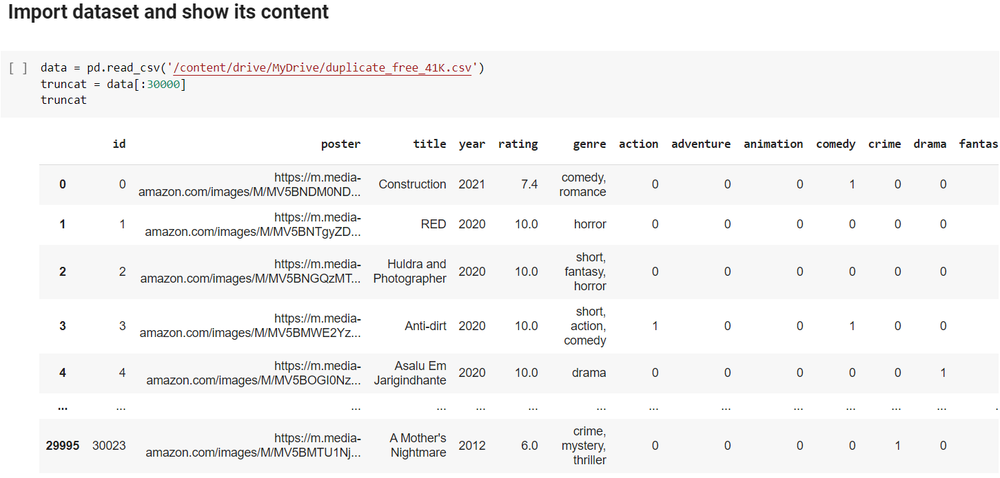 Import dataset and show its content
[ ] data = pd.read_csv('/content/drive/MyDrive/duplicate_free_41K.csv')
truncat = data[:30000]
truncat
id poster title year rating genre action adventure animation comedy crime drama fantas
0 0 https://m.media-amazon.com/images/M/MV5BNDM0ND... Construction 2021 7.4 comedy, romance 0 0 0 1 0 0
1 1 https://m.media-amazon.com/images/M/MV5BNTgyZD... RED 2020 10.0 horror 0 0 0 0 0 0
2 2 https://m.media-amazon.com/images/M/MV5BNGQzMT... Huldra and Photographer 2020 10.0 short, fantasy, horror 0 0 0 0 0 0
3 3 https://m.media-amazon.com/images/M/MV5BMWE2Yz... Anti-dirt 2020 10.0 short, action, comedy 1 0 0 1 0 0
4 4 https://m.media-amazon.com/images/M/MV5BOGI0Nz... Asalu Em Jarigindhante 2020 10.0 drama 0 0 0 0 0 1
... ... ... ... ... ... ... ... ... ... ... ... ... .
29995 30023 https://m.media-amazon.com/images/M/MV5BMTU1Nj... A Mother's Nightmare 2012 6.0 crime, mystery, thriller 0 0 0 0 1 0